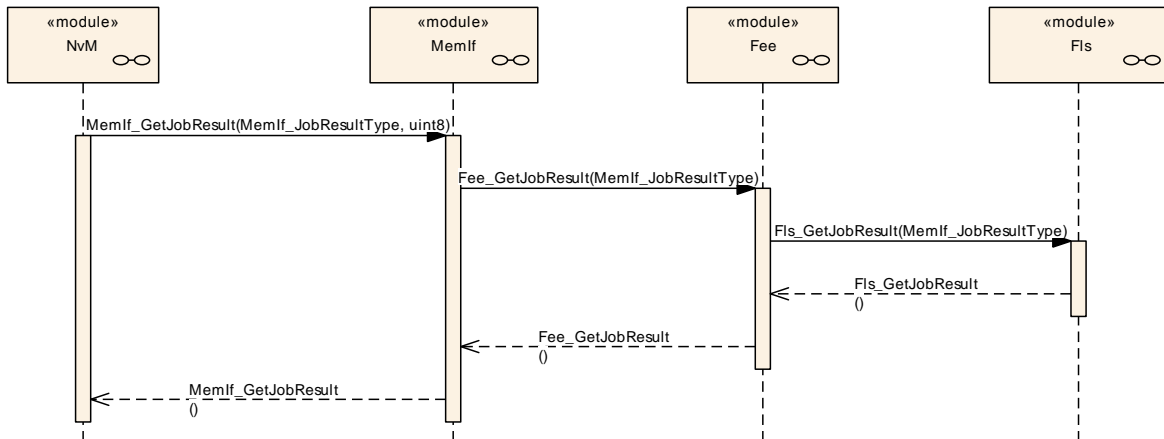 «module»
NvM
«module»
MemIf
«module»
Fee
«module»
Fls
MemIf_GetJobResult(MemIf_JobResultType, uint8)
Fee_GetJobResult(MemIf_JobResultType)
Fls_GetJobResult(MemIf_JobResultType)
Fls_GetJobResult
()
Fee_GetJobResult
()
MemIf_GetJobResult
()